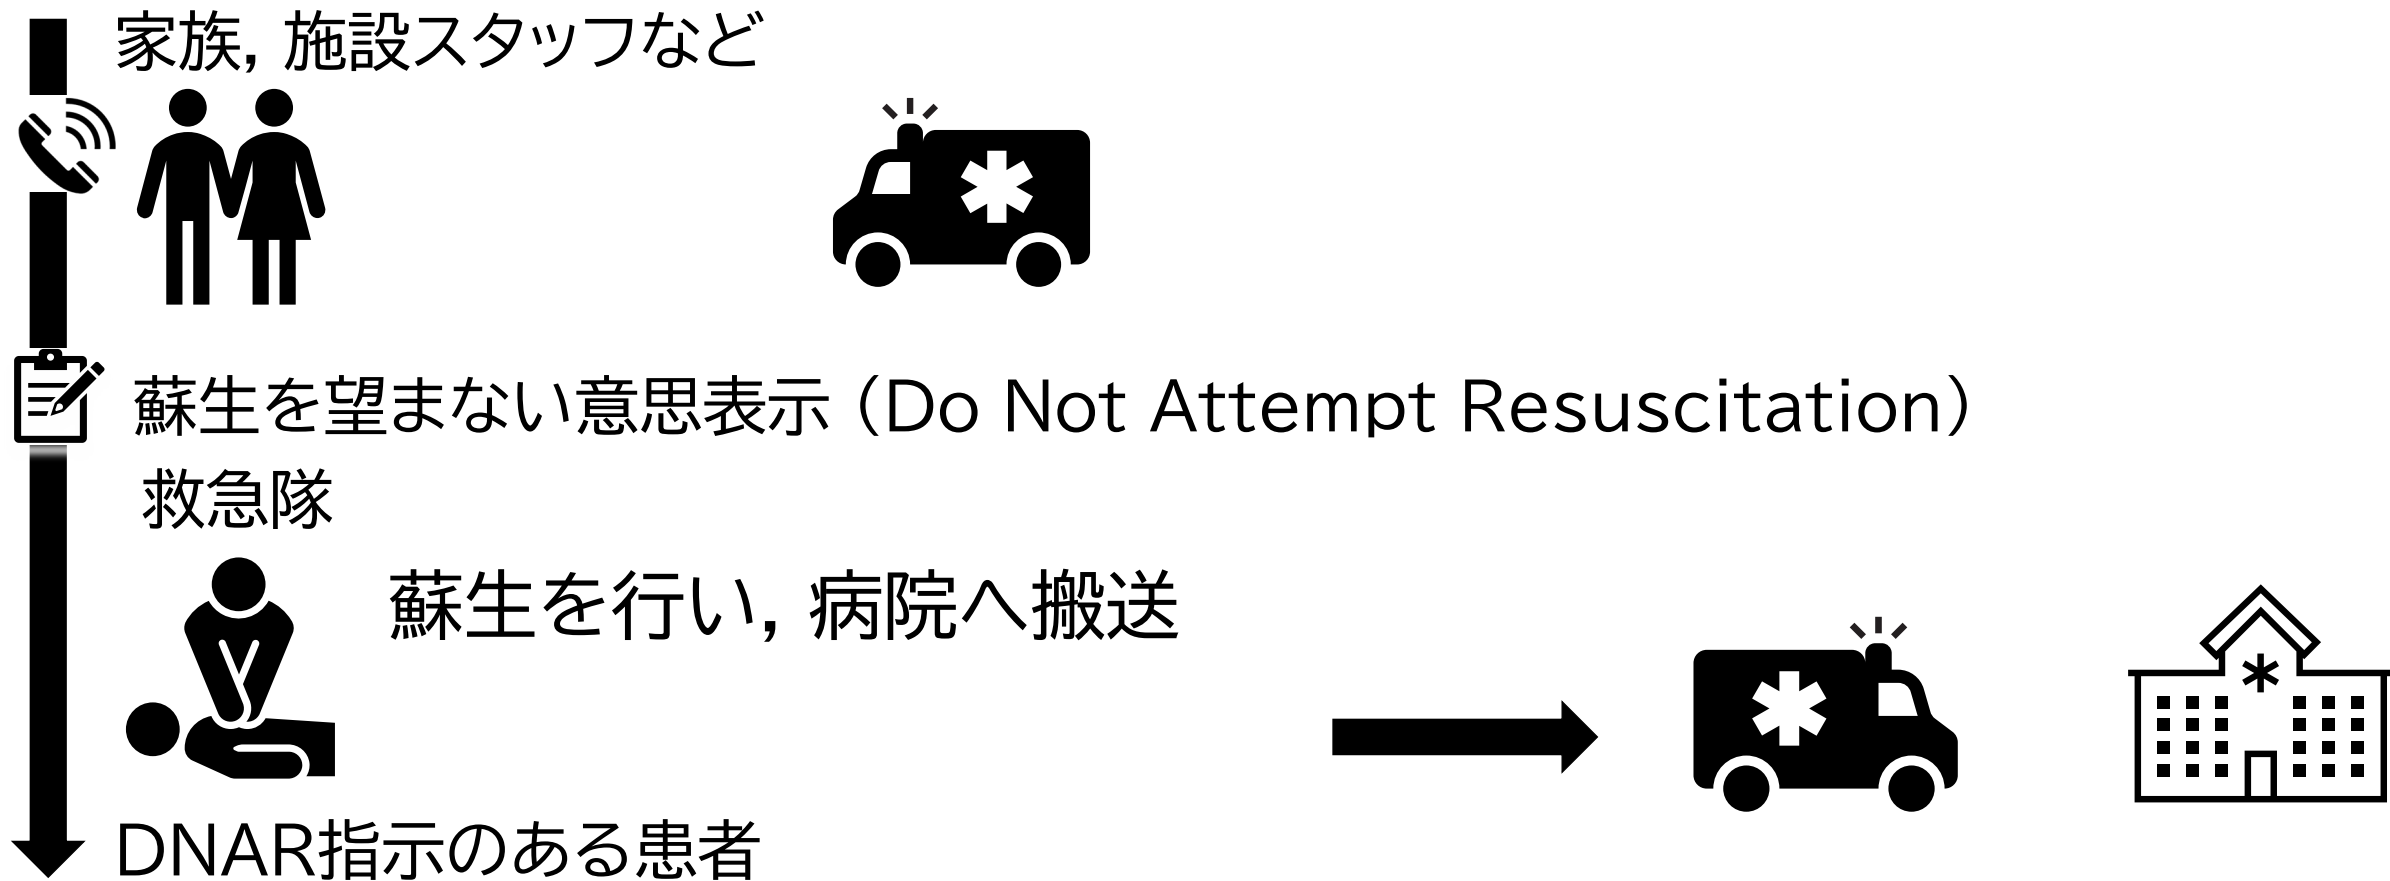 家族, 施設スタッフなど
蘇生を望まない意思表示（Do Not Attempt Resuscitation）
救急隊
蘇生を行い, 病院へ搬送
DNAR指示のある患者